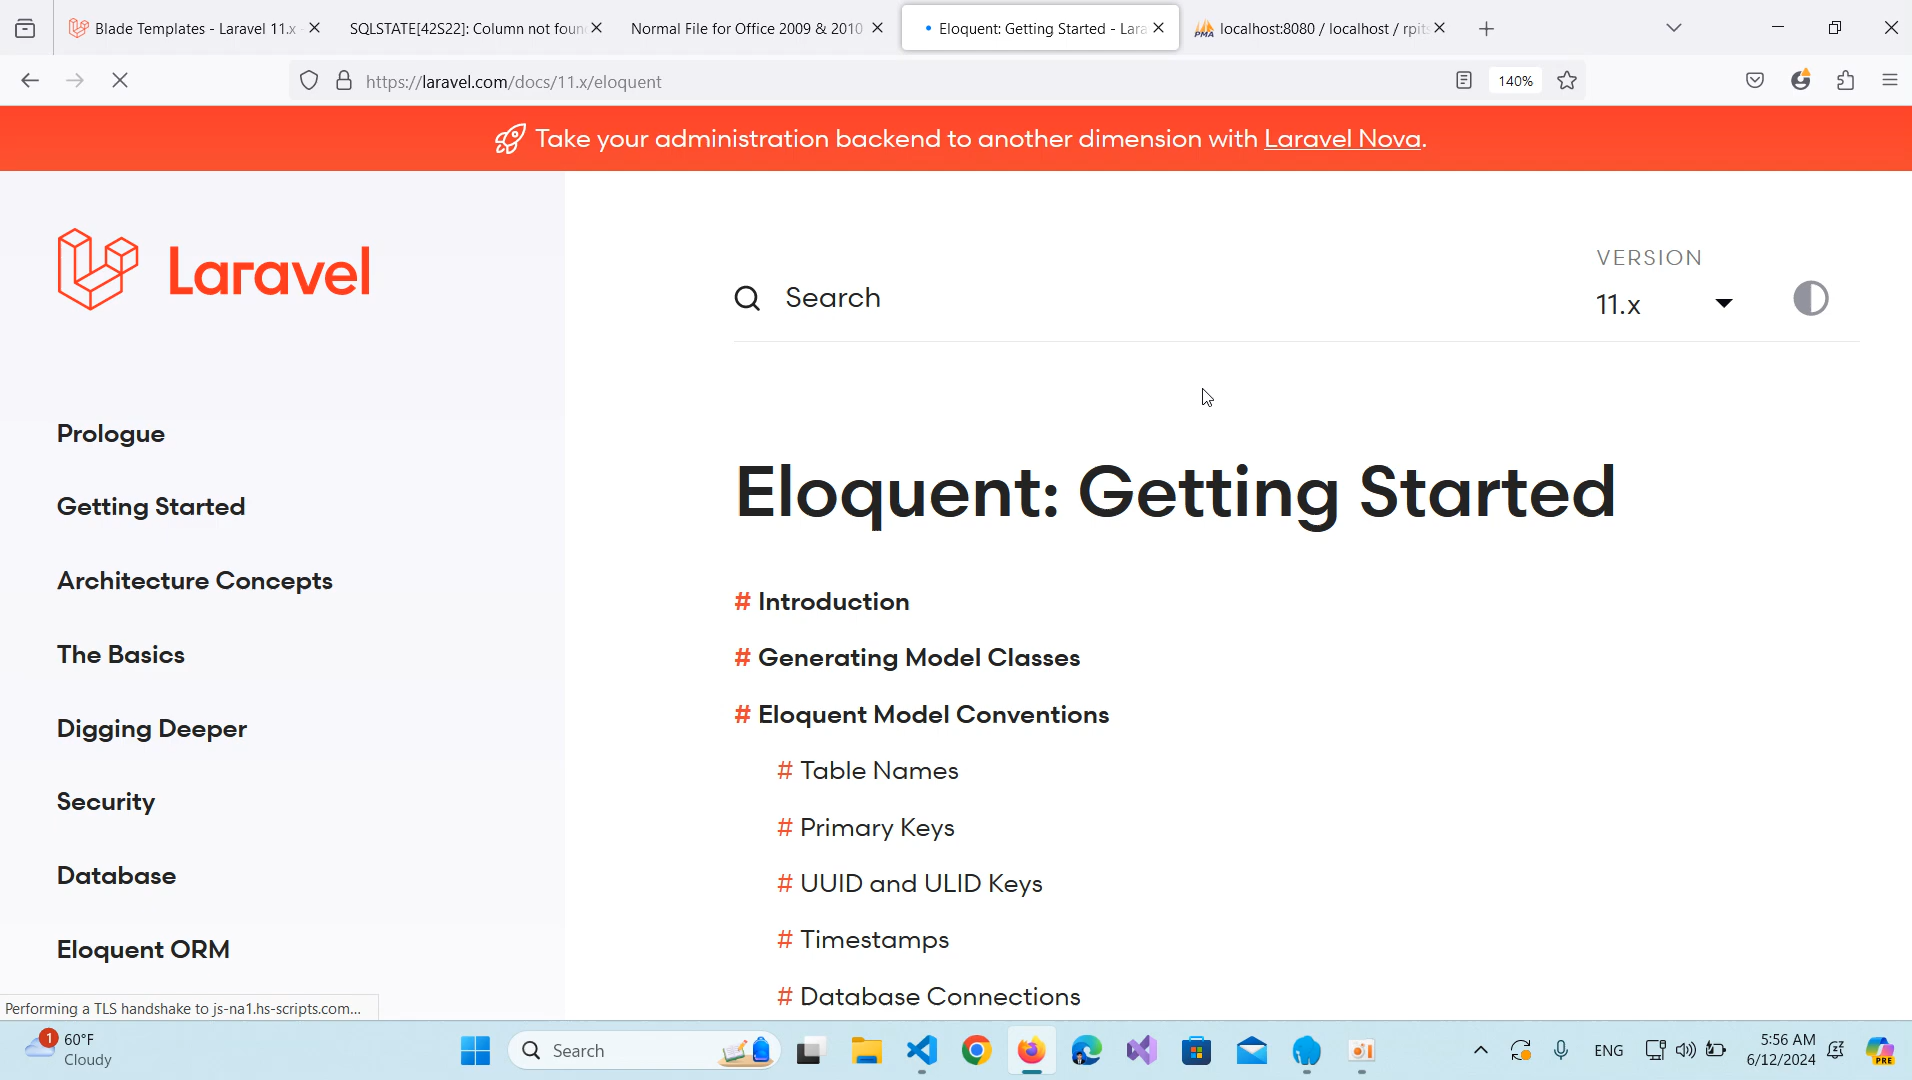 Blade Templates - Laravel 11.x -
SQLSTATE[42S22]: Column not foun
Normal File for Office 2009 & 2010
Eloquent: Getting Started - Lara
PMA
localhost:8080 / localhost / rpits
https://laravel.com/docs/11.x/eloquent
140%
Take your administration backend to another dimension with Laravel Nova.
Laravel
VERSION
Search
11.x
Eloquent: Getting Started
Prologue
Getting Started
Architecture Concepts
The Basics
Digging Deeper
Security
Database
Eloquent ORM
# Introduction
# Generating Model Classes
# Eloquent Model Conventions
# Table Names
# Primary Keys
# UUID and ULID Keys
# Timestamps
# Database Connections
Performing a TLS handshake to js-na1.hs-scripts.com...
1
60°F
Cloudy
Search
ENG
5:56 AM
6/12/2024
PRE